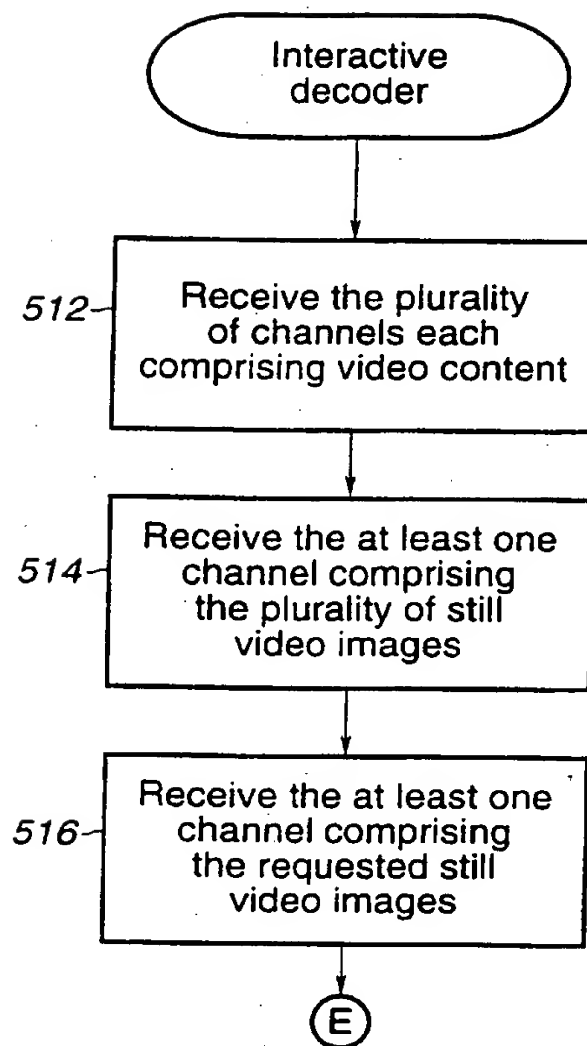 Interactive
decoder
512
Receive the plurality
of channels each
comprising video content
514
Receive the at least one
channel comprising
the plurality of still
video images
516
Receive the at least one
channel comprising
the requested still
video images
E